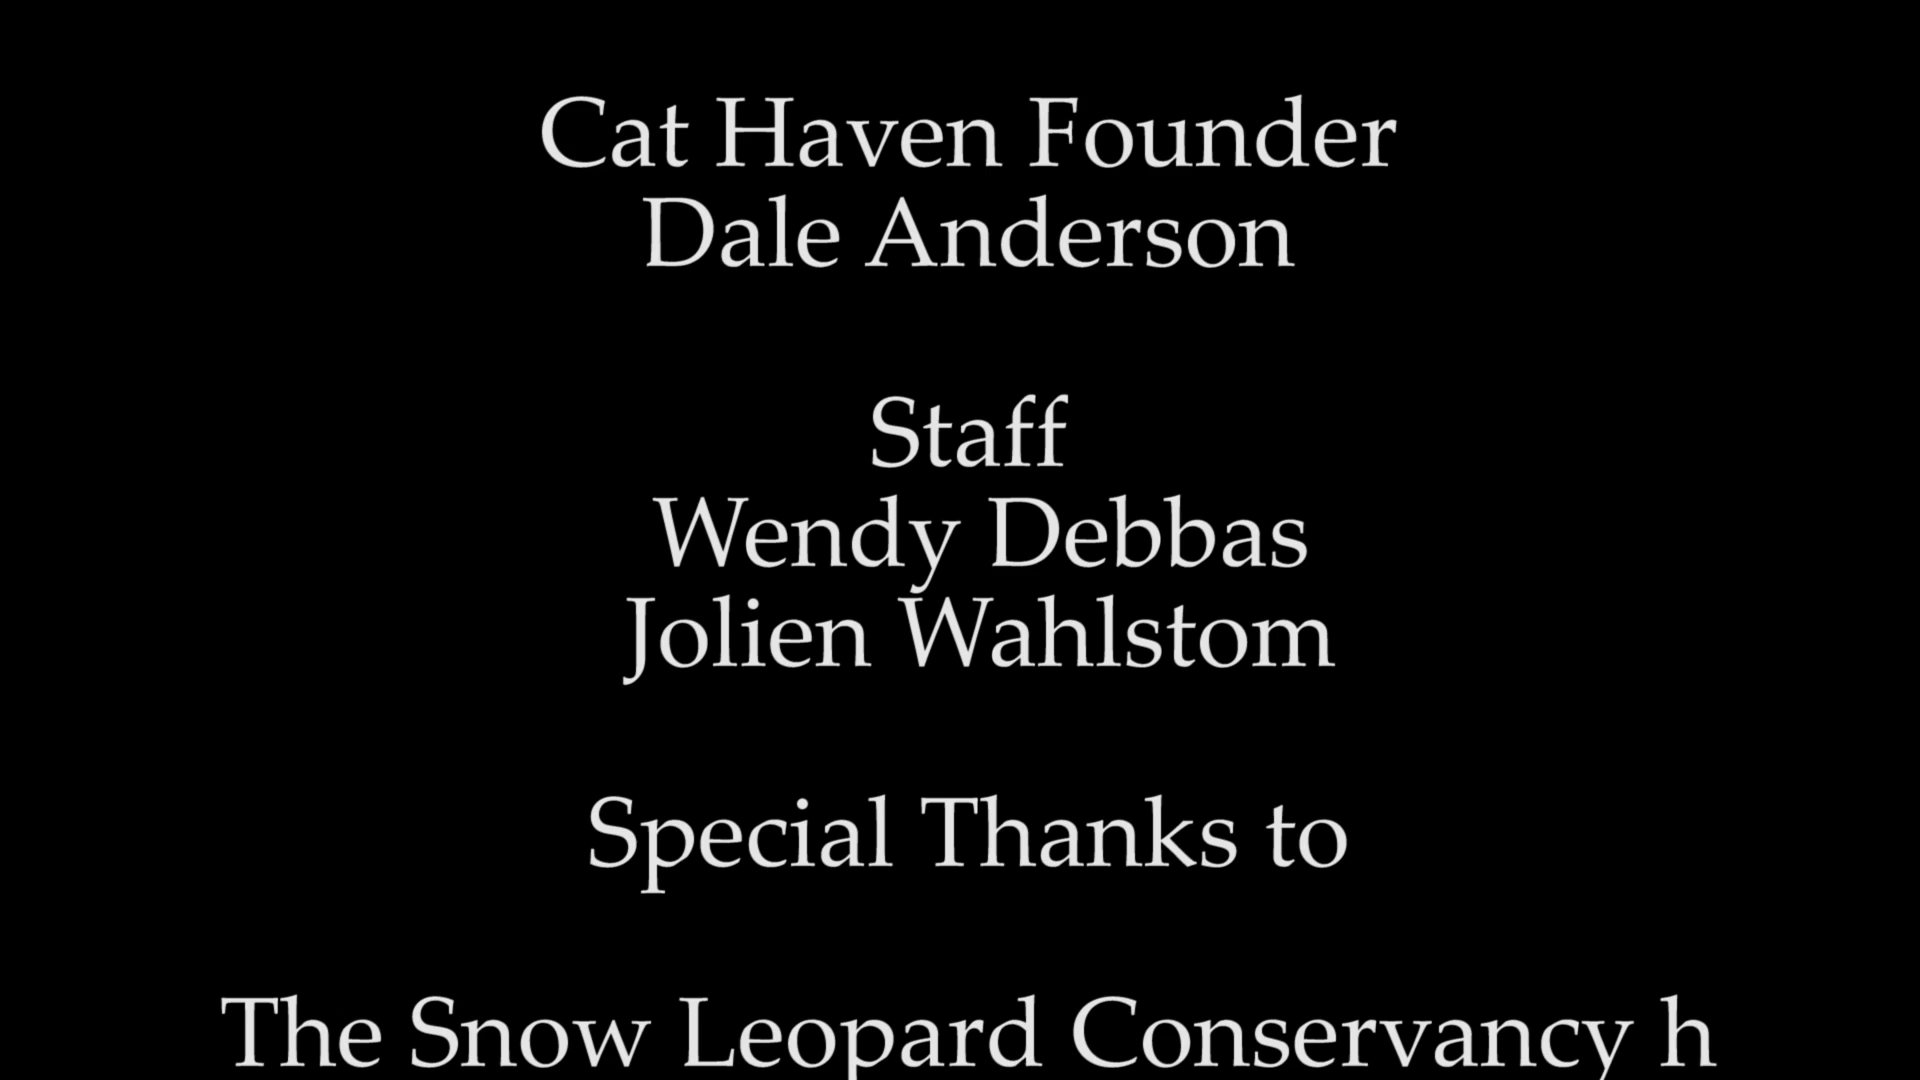 Cat Haven Founder
Dale Anderson
Staff
Wendy Debbas
Jolien Wahlstom
Special Thanks to
The Snow Leopard Conservancy h